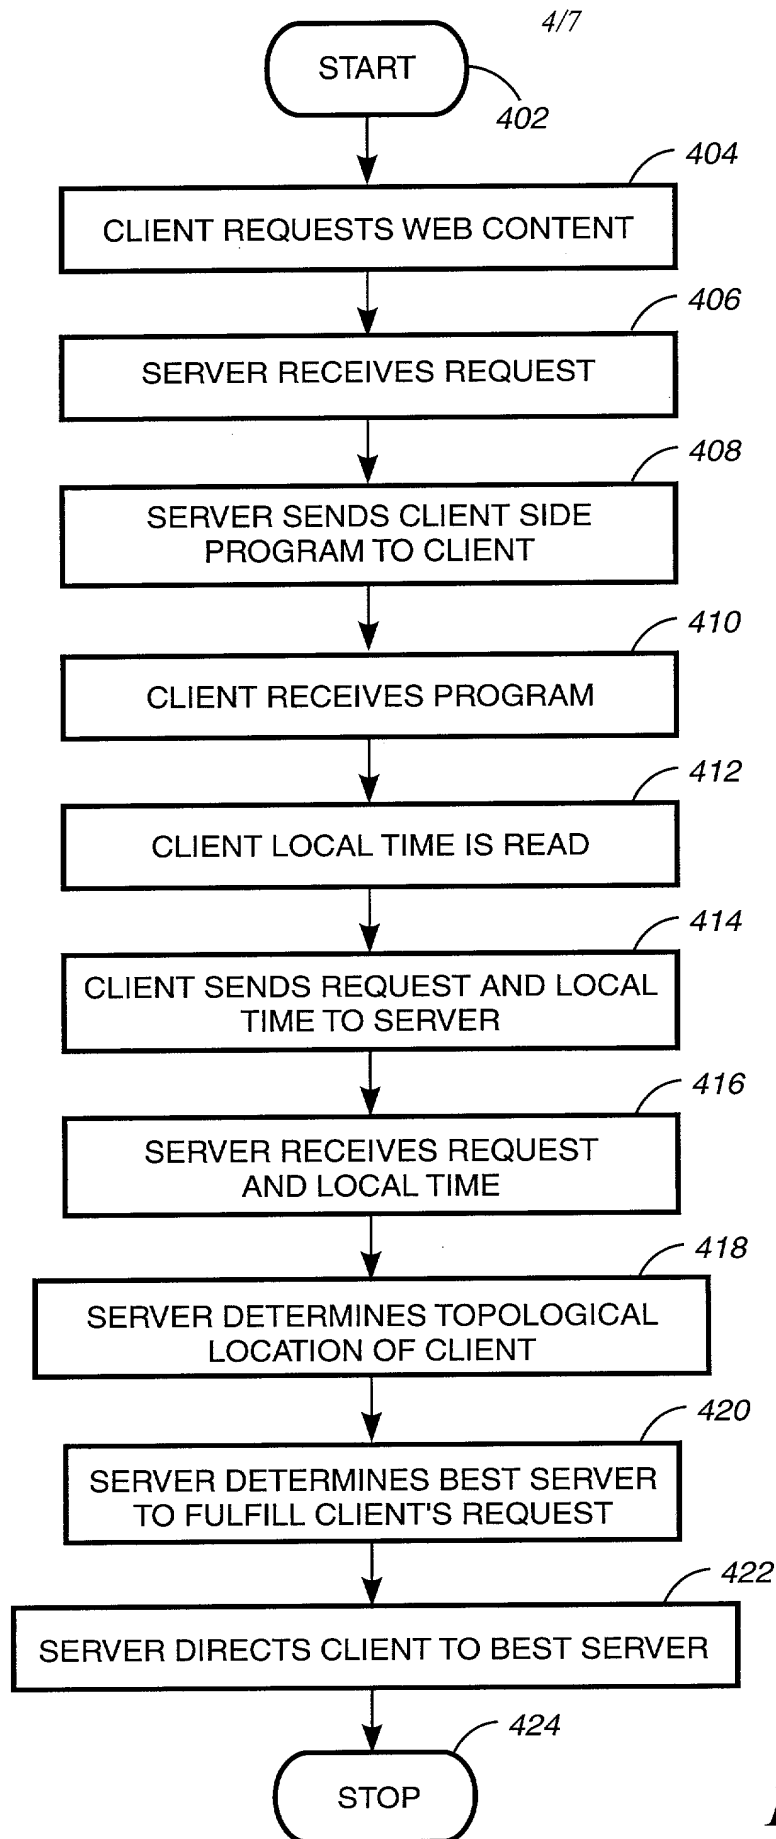 4/7
START
402
404
CLIENT REQUESTS WEB CONTENT
406
SERVER RECEIVES REQUEST
408
SERVER SENDS CLIENT SIDE
PROGRAM TO CLIENT
410
CLIENT RECEIVES PROGRAM
412
CLIENT LOCAL TIME IS READ
414
CLIENT SENDS REQUEST AND LOCAL
TIME TO SERVER
416
SERVER RECEIVES REQUEST
AND LOCAL TIME
418
SERVER DETERMINES TOPOLOGICAL
LOCATION OF CLIENT
420
SERVER DETERMINES BEST SERVER
TO FULFILL CLIENT'S REQUEST
422
SERVER DIRECTS CLIENT TO BEST SERVER
424
STOP